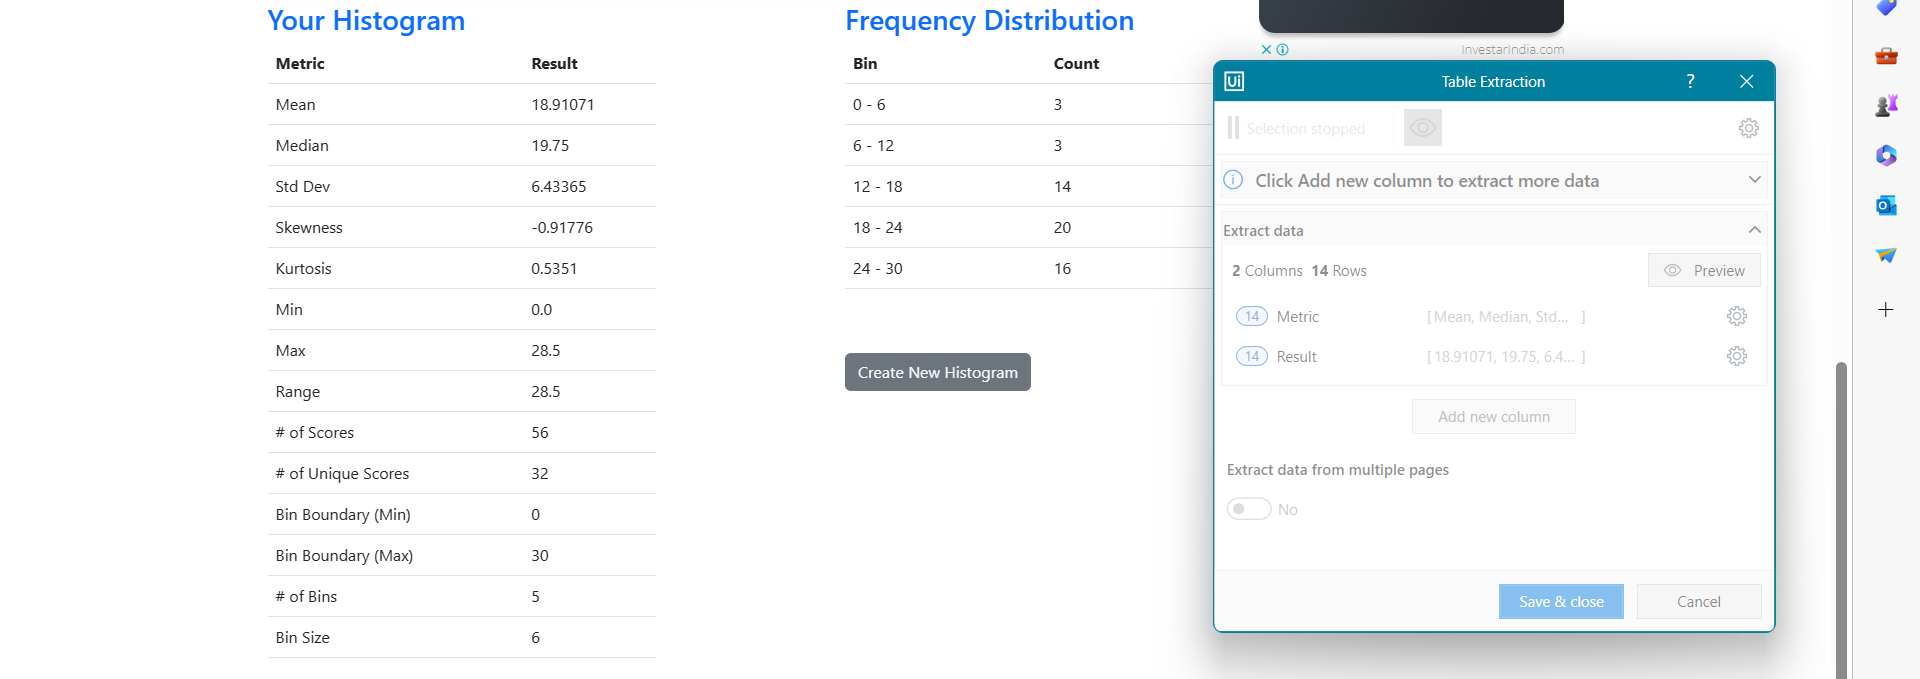 Your Histogram
Metric Result
Mean 18.91071
Median 19.75
Std Dev 6.43365
Skewness -0.91776
Kurtosis 0.5351
Min 0.0
Max 28.5
Range 28.5
# of Scores 56
# of Unique Scores 32
Bin Boundary (Min) 0
Bin Boundary (Max) 30
# of Bins 5
Bin Size 6
Frequency Distribution
Bin Count
0 - 6 3
6 - 12 3
12 - 18 14
18 - 24 20
24 - 30 16
Create New Histogram
InvestarIndia.com
Ui Table Extraction ?
Selection stopped
Click Add new column to extract more data
Extract data
2 Columns 14 Rows Preview
14 Metric [ Mean, Median, Std... ]
14 Result [ 18.91071, 19.75, 6.4... ]
Add new column
Extract data from multiple pages
No
Save & close Cancel